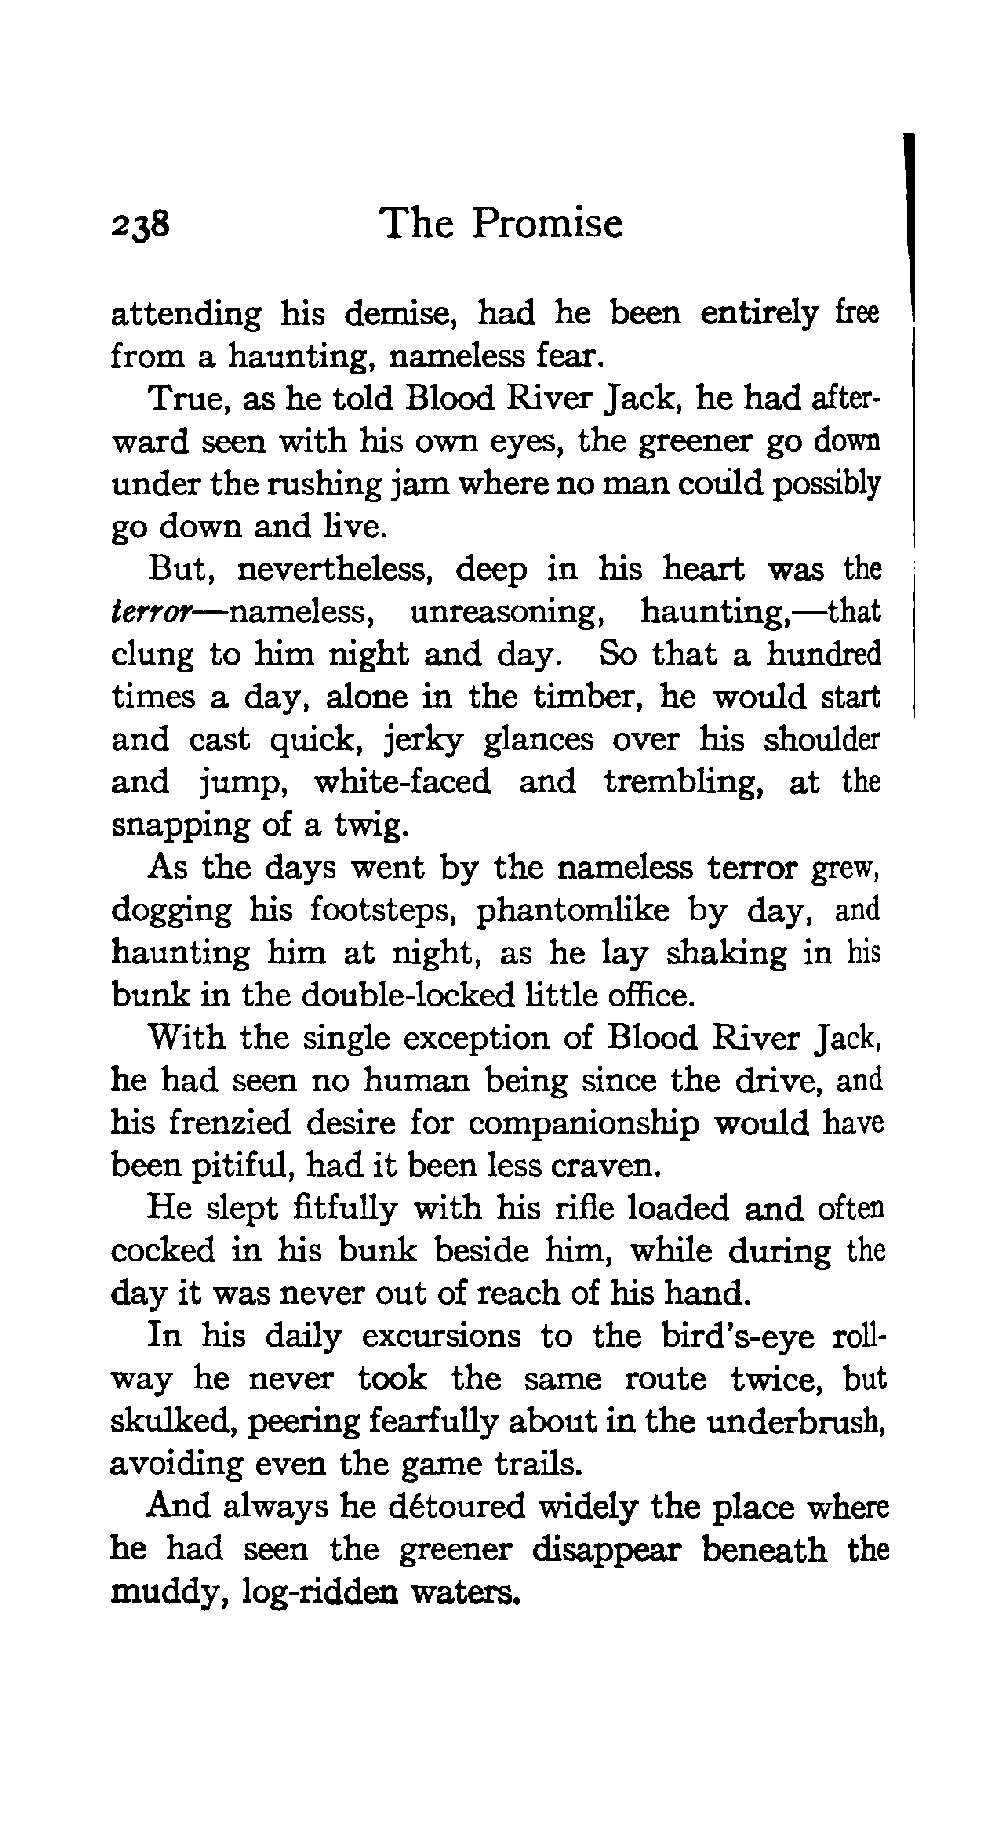 238 The Promise
attending his demise, had he been entirely free
from a haunting, nameless fear.
True, as he told Blood River Jack, he had after-
ward seen with his own eyes, the greener go down
under the rushing jam where no man could possibly
go down and live.
But, nevertheless, deep in his heart was the
terror—nameless, unreasoning, haunting,—that
clung to him night and day. So that a hundred
times a day, alone in the timber, he would start
and cast quick, jerky glances over his shoulder
and jump, white-faced and trembling, at the
snapping of a twig.
As the days went by the nameless terror grew,
dogging his footsteps, phantomlike by day, and
haunting him at night, as he lay shaking in his
bunk in the double-locked little office.
With the single exception of Blood River Jack,
he had seen no human being since the drive, and
his frenzied desire for companionship would have
been pitiful, had it been less craven.
He slept fitfully with his rifle loaded and often
cocked in his bunk beside him, while during the
day it was never out of reach of his hand.
In his daily excursions to the bird's-eye roll-
way he never took the same route twice, but
skulked, peering fearfully about in the underbrush,
avoiding even the game trails.
And always he détoured widely the place where
he had seen the greener disappear beneath the
muddy, log-ridden waters.